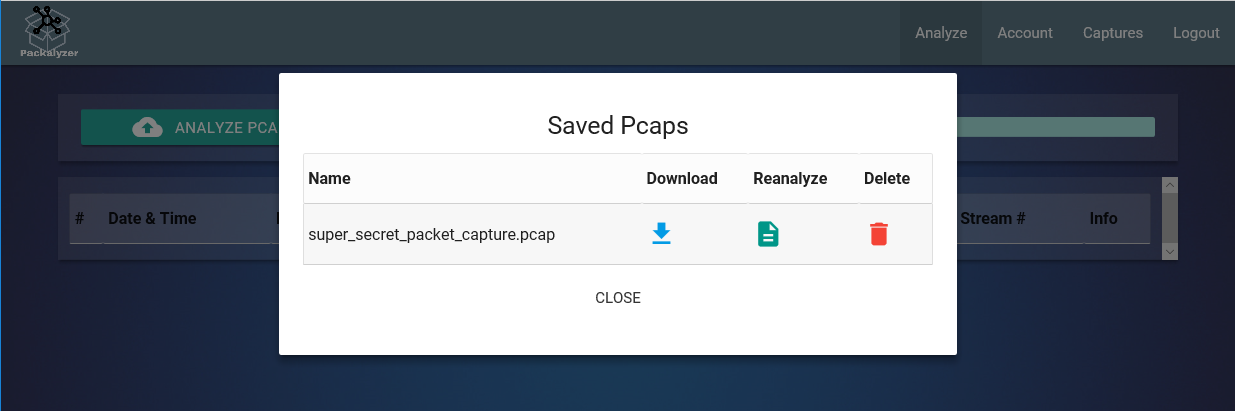 Packalyzer
Analyze Account Captures Logout
ANALYZE PCA
Saved Pcaps
Name Download Reanalyze Delete
super_secret_packet_capture.pcap
CLOSE
# Date & Time Stream # Info